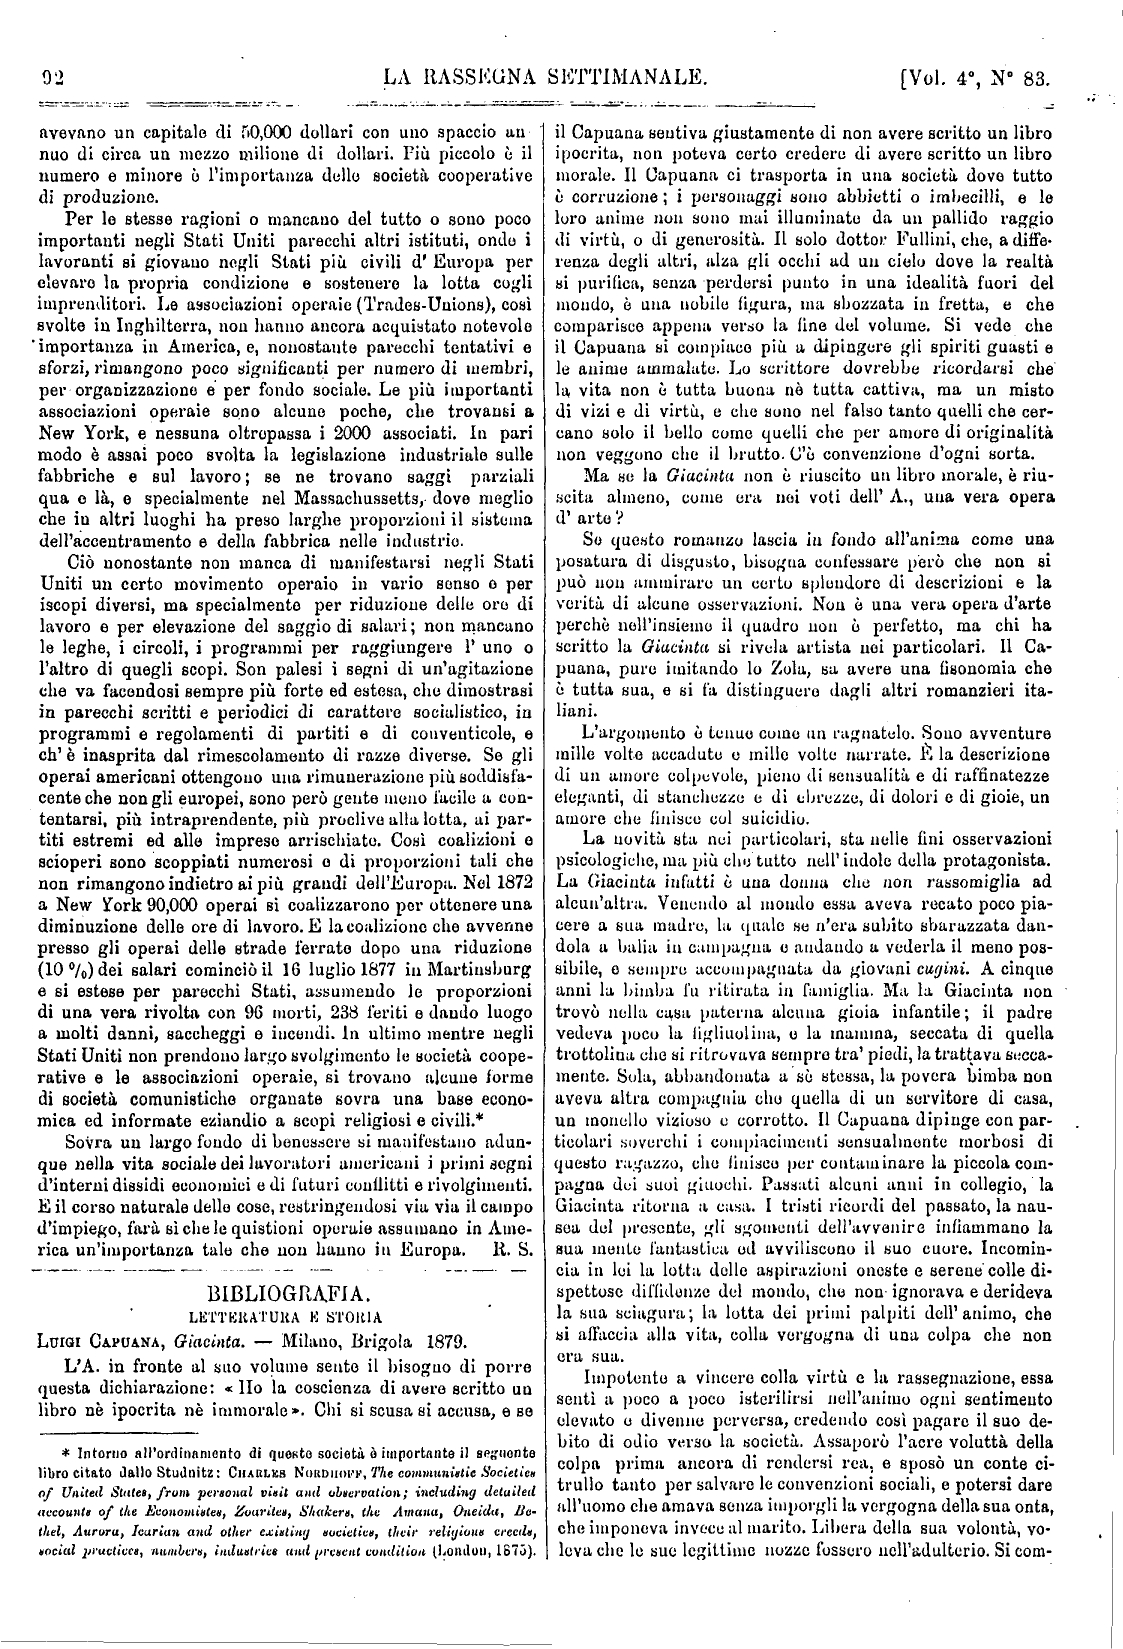 92 LA RASSEGNA SETTIMANALE. [Vol. 4°, N° 83.
avevano un capitale di 50,000 dollari con uno spaccio an
nuo di circa un mezzo milione di dollari. Più piccolo è il
numero e minore è l'importanza delle società cooperative
di produzione.
Per le stesse ragioni o mancano del tutto o sono poco
importanti negli Stati Uniti parecchi altri istituti, onde i
lavoranti si giovano negli Stati più civili d' Europa per
elevare la propria condizione e sostenere la lotta cogli
imprenditori. Le associazioni operaie (Trades-Unions), così
svolte in Inghilterra, non hanno ancora acquistato notevole
importanza in America, e, nonostante parecchi tentativi e
sforzi, rimangono poco significanti per numero di membri,
per organizzazione e per fondo sociale. Le più importanti
associazioni operaie sono alcune poche, che trovansi a
New York, e nessuna oltrepassa i 2000 associati. In pari
modo è assai poco svolta la legislazione industriale sulle
fabbriche e sul lavoro; se ne trovano saggi parziali
qua e là, e specialmente nel Massachussetts, dove meglio
che in altri luoghi ha preso larghe proporzioni il sistema
dell'accentramento e della fabbrica nelle industrie.
Ciò nonostante non manca di manifestarsi negli Stati
Uniti un certo movimento operaio in vario senso e per
iscopi diversi, ma specialmente per riduzione delle ore di
lavoro e per elevazione del saggio di salari; non mancano
le leghe, i circoli, i programmi per raggiungere l' uno o
l'altro di quegli scopi. Son palesi i segni di un'agitazione
che va facendosi sempre più forte ed estesa, che dimostrasi
in parecchi scritti e periodici di carattere socialistico, in
programmi e regolamenti di partiti e di conventicole, e
ch' è inasprita dal rimescolamento di razze diverse. Se gli
operai americani ottengono una rimunerazione più soddisfa-
cente che non gli europei, sono però gente meno facile a con-
tentarsi, più intraprendente, più proclive alla lotta, ai par-
titi estremi ed alle imprese arrischiate. Così coalizioni e
scioperi sono scoppiati numerosi e di proporzioni tali che
non rimangono indietro ai più grandi dell'Europa. Nel 1872
a New York 90,000 operai si coalizzarono per ottenere una
diminuzione delle ore di lavoro. E la coalizione che avvenne
presso gli operai delle strade ferrate dopo una riduzione
(10 %) dei salari cominciò il 16 luglio 1877 in Martinsburg
e si estese per parecchi Stati, assumendo le proporzioni
di una vera rivolta con 96 morti, 238 feriti e dando luogo
a molti danni, saccheggi e incendi. In ultimo mentre negli
Stati Uniti non prendono largo svolgimento le società coope-
rative e le associazioni operaie, si trovano alcune forme
di società comunistiche organate sovra una base econo-
mica ed informate eziandio a scopi religiosi e civili.*
Sovra un largo fondo di benessere si manifestano adun-
que nella vita sociale dei lavoratori americani i primi segni
d'interni dissidi economici e di futuri conflitti e rivolgimenti.
E il corso naturale delle cose, restringendosi via via il campo
d'impiego, farà sì che le quistioni operaie assumano in Ame-
rica un'importanza tale che non hanno in Europa. R. S.
BIBLIOGRAFIA.
LETTERATURA E STORIA
LUIGI CAPUANA, Giacinta. — Milano, Brigola 1879.
L'A. in fronte al suo volume sente il bisogno di porre
questa dichiarazione: « Ho la coscienza di avere scritto un
libro nè ipocrita nè immorale ». Chi si scusa si accusa, e se
* Intorno all'ordinamento di queste società è importante il seguente
libro citato dallo Studnitz: CHARLES NORDHOFF, The communistic Societies
of United States, from personal visit and observation; including detailed
accounts of the Economistes, Zoarites, Shakers, the Amana, Oneida, Be-
thel, Aurora, Icarian and other existing societies, their religious creeds,
social practices, numbers, industries and present condition (London, 1875).
il Capuana sentiva giustamente di non avere scritto un libro
ipocrita, non poteva certo credere di avere scritto un libro
morale. Il Capuana ci trasporta in una società dove tutto
è corruzione; i personaggi sono abbietti o imbecilli, e le
loro anime non sono mai illuminate da un pallido raggio
di virtù, o di generosità. Il solo dottor Fullini, che, a diffe-
renza degli altri, alza gli occhi ad un cielo dove la realtà
si purifica, senza perdersi punto in una idealità fuori del
mondo, è una nobile figura, ma sbozzata in fretta, e che
comparisce appena verso la fine del volume. Si vede che
il Capuana si compiace più a dipingere gli spiriti guasti e
le anime ammalate. Lo scrittore dovrebbe ricordarsi che
la vita non è tutta buona nè tutta cattiva, ma un misto
di vizi e di virtù, e che sono nel falso tanto quelli che cer-
cano solo il bello come quelli che per amore di originalità
non veggono che il brutto. C'è convenzione d'ogni sorta.
Ma se la Giacinta non è riuscito un libro morale, è riu-
scita almeno, come era nei voti dell' A., una vera opera
d' arte?
Se questo romanzo lascia in fondo all'anima come una
posatura di disgusto, bisogna confessare però che non si
può non ammirare un certo splendore di descrizioni e la
verità di alcune osservazioni. Non è una vera opera d'arte
perchè nell'insieme il quadro non è perfetto, ma chi ha
scritto la Giacinta si rivela artista nei particolari. Il Ca-
puana, pure imitando lo Zola, sa avere una fisonomia che
è tutta sua, e si fa distinguere dagli altri romanzieri ita-
liani.
L'argomento è tenue come un ragnatelo. Sono avventure
mille volte accadute e mille volte narrate. È la descrizione
di un amore colpevole, pieno di sensualità e di raffinatezze
eleganti, di stanchezze e di ebrezze, di dolori e di gioie, un
amore che finisce col suicidio.
La novità sta nei particolari, sta nelle fini osservazioni
psicologiche, ma più che tutto nell' indole della protagonista.
La Giacinta infatti è una donna che non rassomiglia ad
alcun'altra. Venendo al mondo essa aveva recato poco pia-
cere a sua madre, la quale se n'era subito sbarazzata dan-
dola a balia in campagna e andando a vederla il meno pos-
sibile, e sempre accompagnata da giovani cugini. A cinque
anni la bimba fu ritirata in famiglia. Ma la Giacinta non
trovò nella casa paterna alcuna gioia infantile; il padre
vedeva poco la figliuolina, e la mamma, seccata di quella
trottolina che si ritrovava sempre tra' piedi, la trattava secca-
mente. Sola, abbandonata a sè stessa, la povera bimba non
aveva altra compagnia che quella di un servitore di casa,
un monello vizioso e corrotto. Il Capuana dipinge con par-
ticolari soverchi i compiacimenti sensualmente morbosi di
questo ragazzo, che finisce per contaminare la piccola com-
pagna dei suoi giuochi. Passati alcuni anni in collegio, la
Giacinta ritorna a casa. I tristi ricordi del passato, la nau-
sea del presente, gli sgomenti dell'avvenire infiammano la
sua mente fantastica ed avviliscono il suo cuore. Incomin-
cia in lei la lotta delle aspirazioni oneste e serene colle di-
spettose diffidenze del mondo, che non ignorava e derideva
la sua sciagura; la lotta dei primi palpiti dell' animo, che
si affaccia alla vita, colla vergogna di una colpa che non
era sua.
Impotente a vincere colla virtù e la rassegnazione, essa
sentì a poco a poco isterilirsi nell'animo ogni sentimento
elevato e divenne perversa, credendo così pagare il suo de-
bito di odio verso la società. Assaporò l'acre voluttà della
colpa prima ancora di rendersi rea, e sposò un conte ci-
trullo tanto per salvare le convenzioni sociali, e potersi dare
all'uomo che amava senza imporgli la vergogna della sua onta,
che imponeva invece al marito. Libera della sua volontà, vo-
leva che le sue legittime nozze fossero nell'adulterio. Si com-